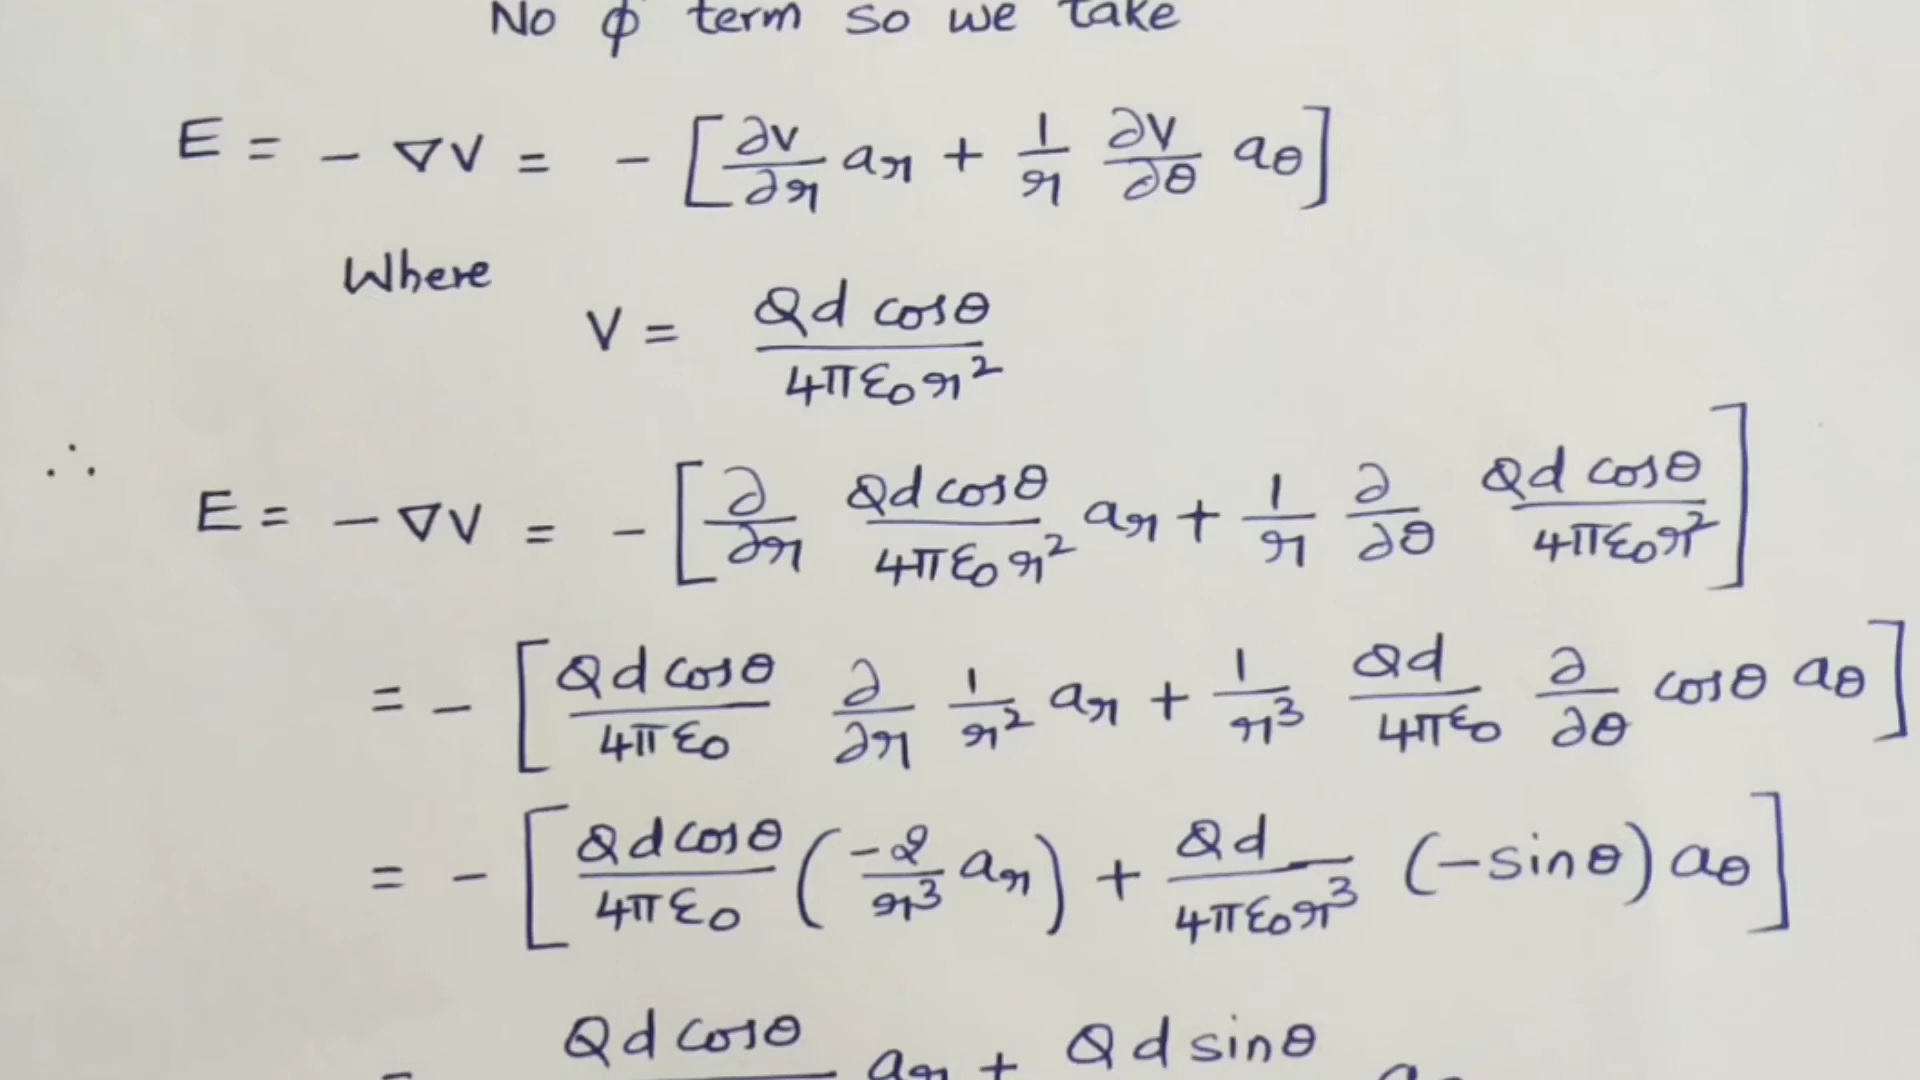 No ϕ term so we take
E = - ∇V = - [∂V/∂r a_r + 1/r ∂V/∂θ a_θ]
Where
V = Qd cosθ / 4πε₀r²
∴
E = - ∇V = - [∂/∂r Qd cosθ/4πε₀r² a_r + 1/r ∂/∂θ Qd cosθ/4πε₀r²]
= - [Qd cosθ/4πε₀ ∂/∂r 1/r² a_r + 1/r³ Qd/4πε₀ ∂/∂θ cosθ a_θ]
= - [Qd cosθ/4πε₀ (-2/r³ a_r) + Qd/4πε₀r³ (-sinθ) a_θ]
= Qd cosθ a_r + Qd sinθ